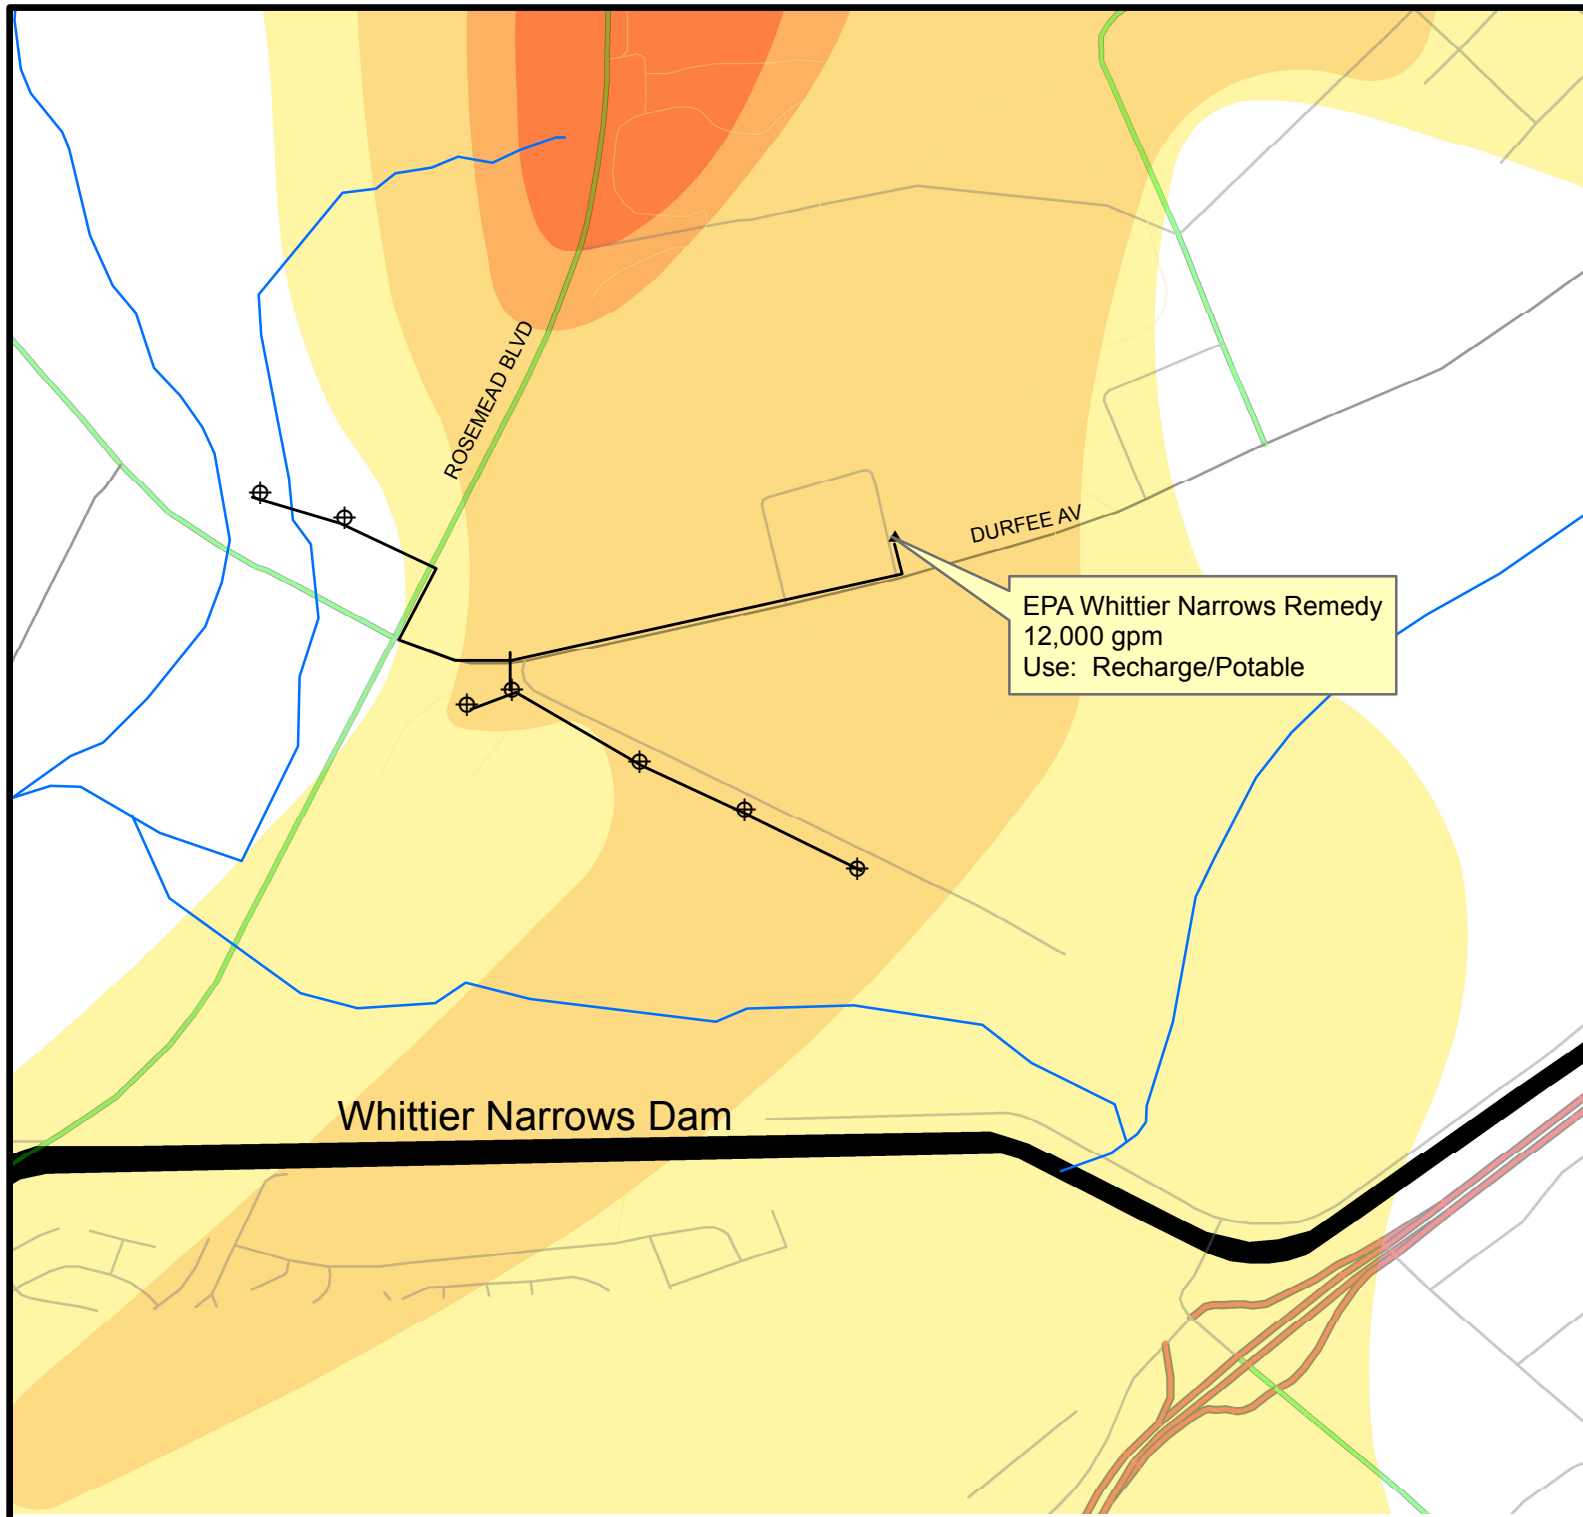 ROSEMEAD BLVD
DURFEE AV
EPA Whittier Narrows Remedy
12,000 gpm
Use: Recharge/Potable
Whittier Narrows Dam